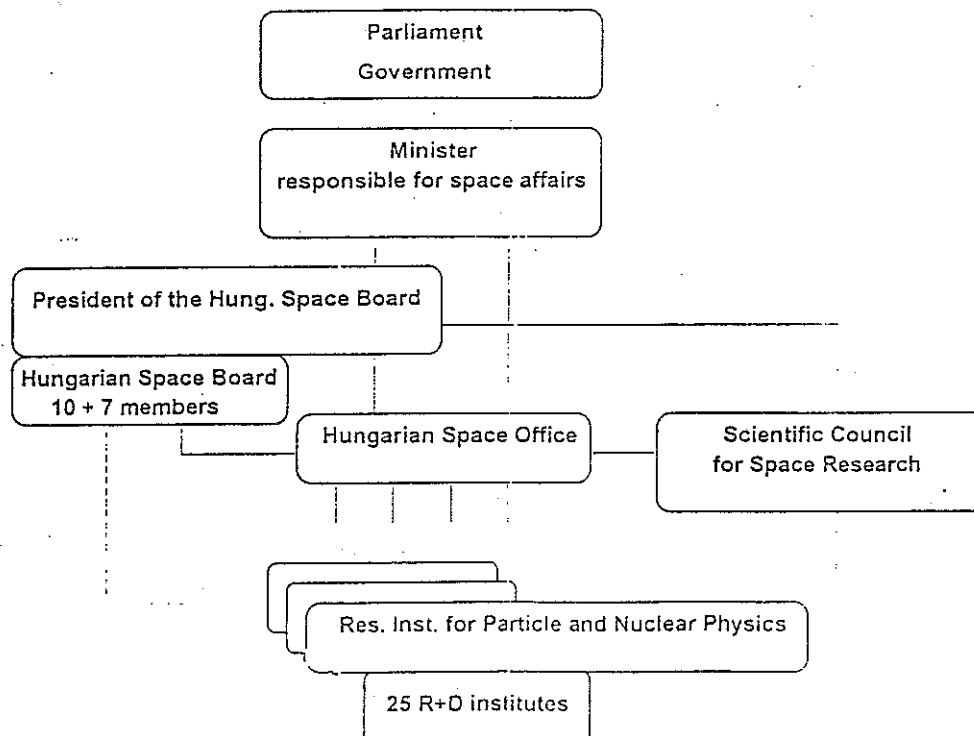 Parliament
Government
Minister
responsible for space affairs
President of the Hung. Space Board
Hungarian Space Board
10 + 7 members
Hungarian Space Office
Scientific Council
for Space Research
Res. Inst. for Particle and Nuclear Physics
25 R+D institutes